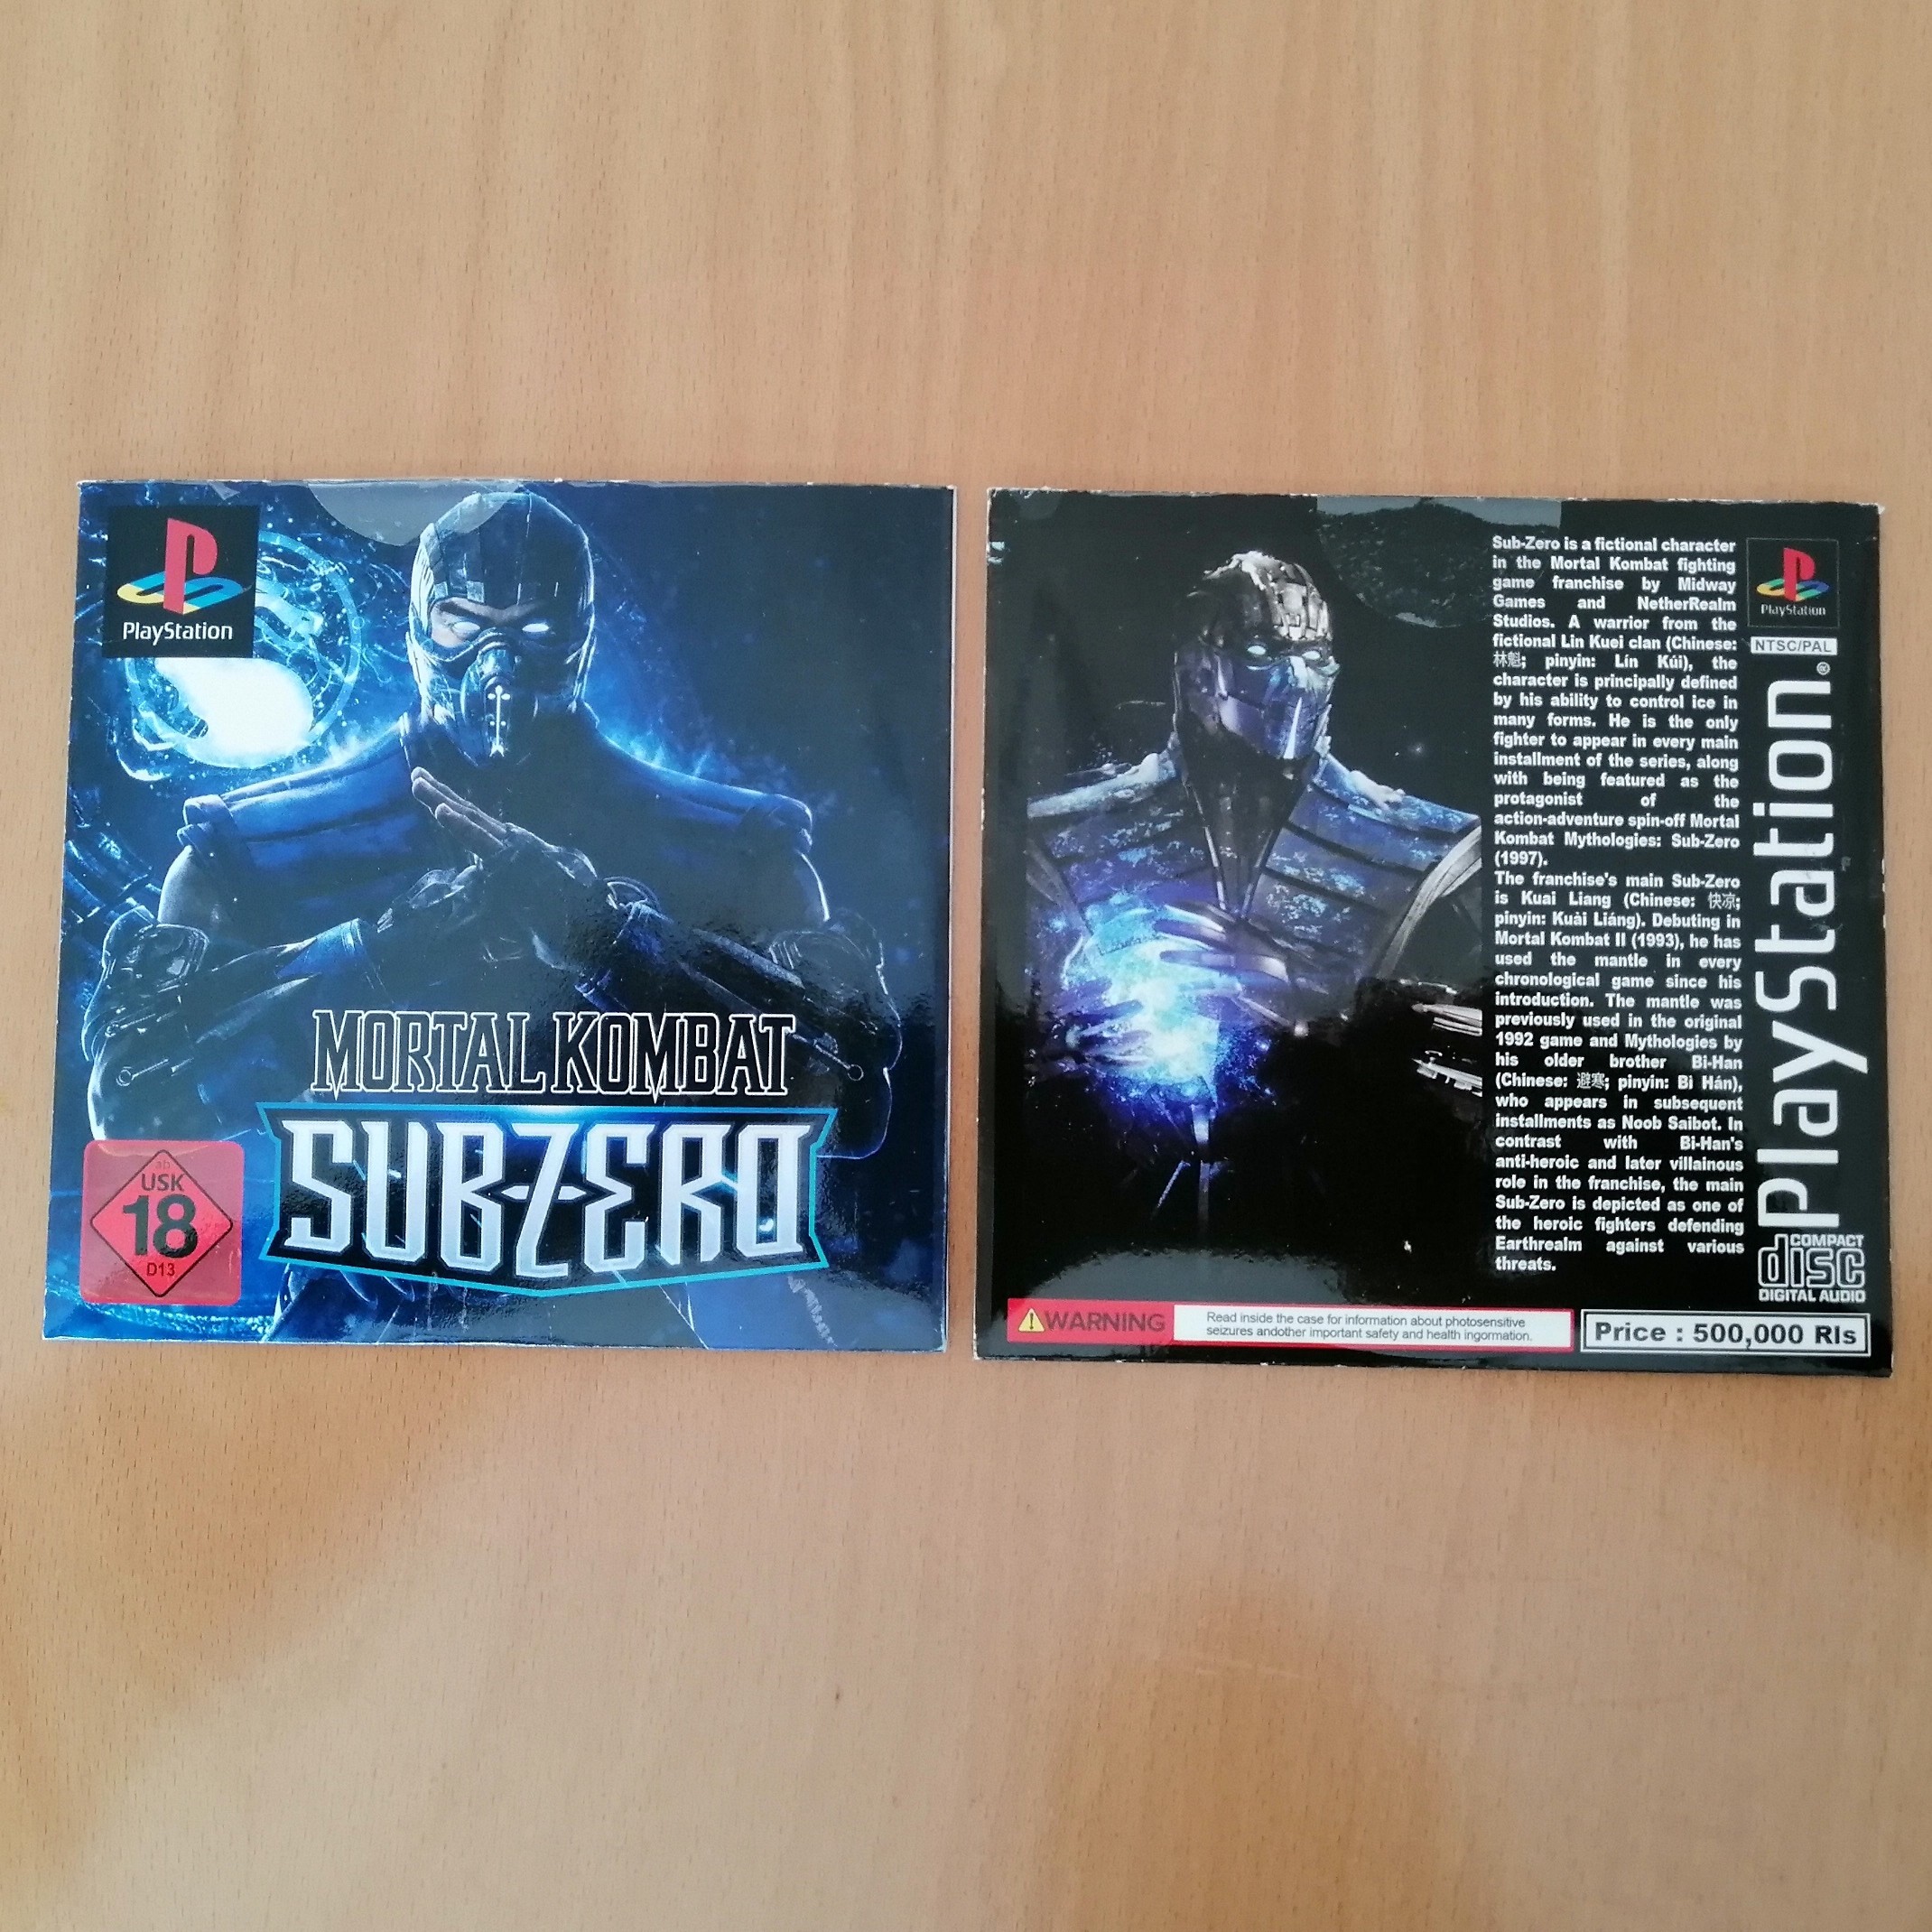 PlayStation
MORTAL KOMBAT
SUB-ZERO
ab
USK
18
D13
Sub-Zero is a fictional character
in the Mortal Kombat fighting
game franchise by Midway
Games and NetherRealm
Studios. A warrior from the
fictional Lin Kuei clan (Chinese:
林魁; pinyin: Lín Kúi), the
character is principally defined
by his ability to control ice in
many forms. He is the only
fighter to appear in every main
installment of the series, along
with being featured as the
protagonist of the
action-adventure spin-off Mortal
Kombat Mythologies: Sub-Zero
(1997).
The franchise's main Sub-Zero
is Kuai Liang (Chinese: 快凉;
pinyin: Kuài Liáng). Debuting in
Mortal Kombat II (1993), he has
used the mantle in every
chronological game since his
introduction. The mantle was
previously used in the original
1992 game and Mythologies by
his older brother Bi-Han
(Chinese: 避寒; pinyin: Bì Hán),
who appears in subsequent
installments as Noob Saibot. In
contrast with Bi-Han's
anti-heroic and later villainous
role in the franchise, the main
Sub-Zero is depicted as one of
the heroic fighters defending
Earthrealm against various
threats.
PlayStation
NTSC/PAL
PlayStation®
COMPACT
disc
DIGITAL AUDIO
WARNING
Read inside the case for information about photosensitive
seizures andother important safety and health ingormation.
Price : 500,000 Rls